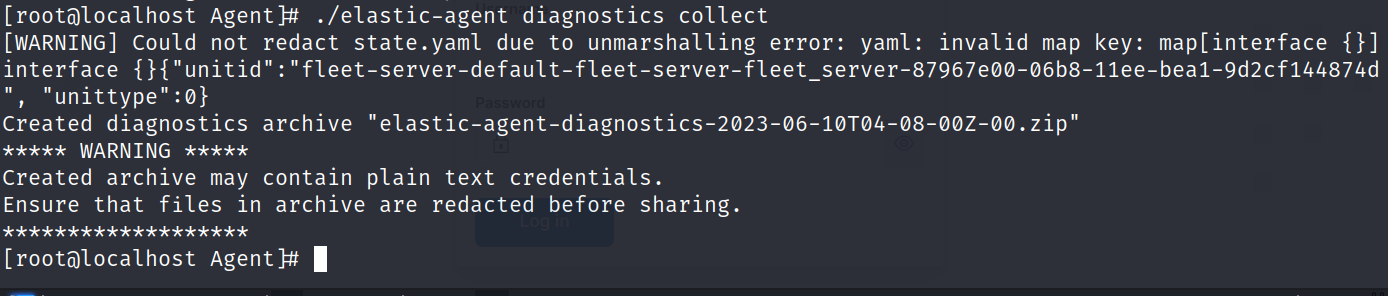 [root@localhost Agent]# ./elastic-agent diagnostics collect
[WARNING] Could not redact state.yaml due to unmarshalling error: yaml: invalid map key: map[interface {}]
interface {}{"unitid":"fleet-server-default-fleet-server-fleet_server-87967e00-06b8-11ee-bea1-9d2cf144874d
", "unittype":0}
Password
Created diagnostics archive "elastic-agent-diagnostics-2023-06-10T04-08-00Z-00.zip"
***** WARNING *****
Created archive may contain plain text credentials.
Ensure that files in archive are redacted before sharing.
Log in
*******************
[root@localhost Agent]#